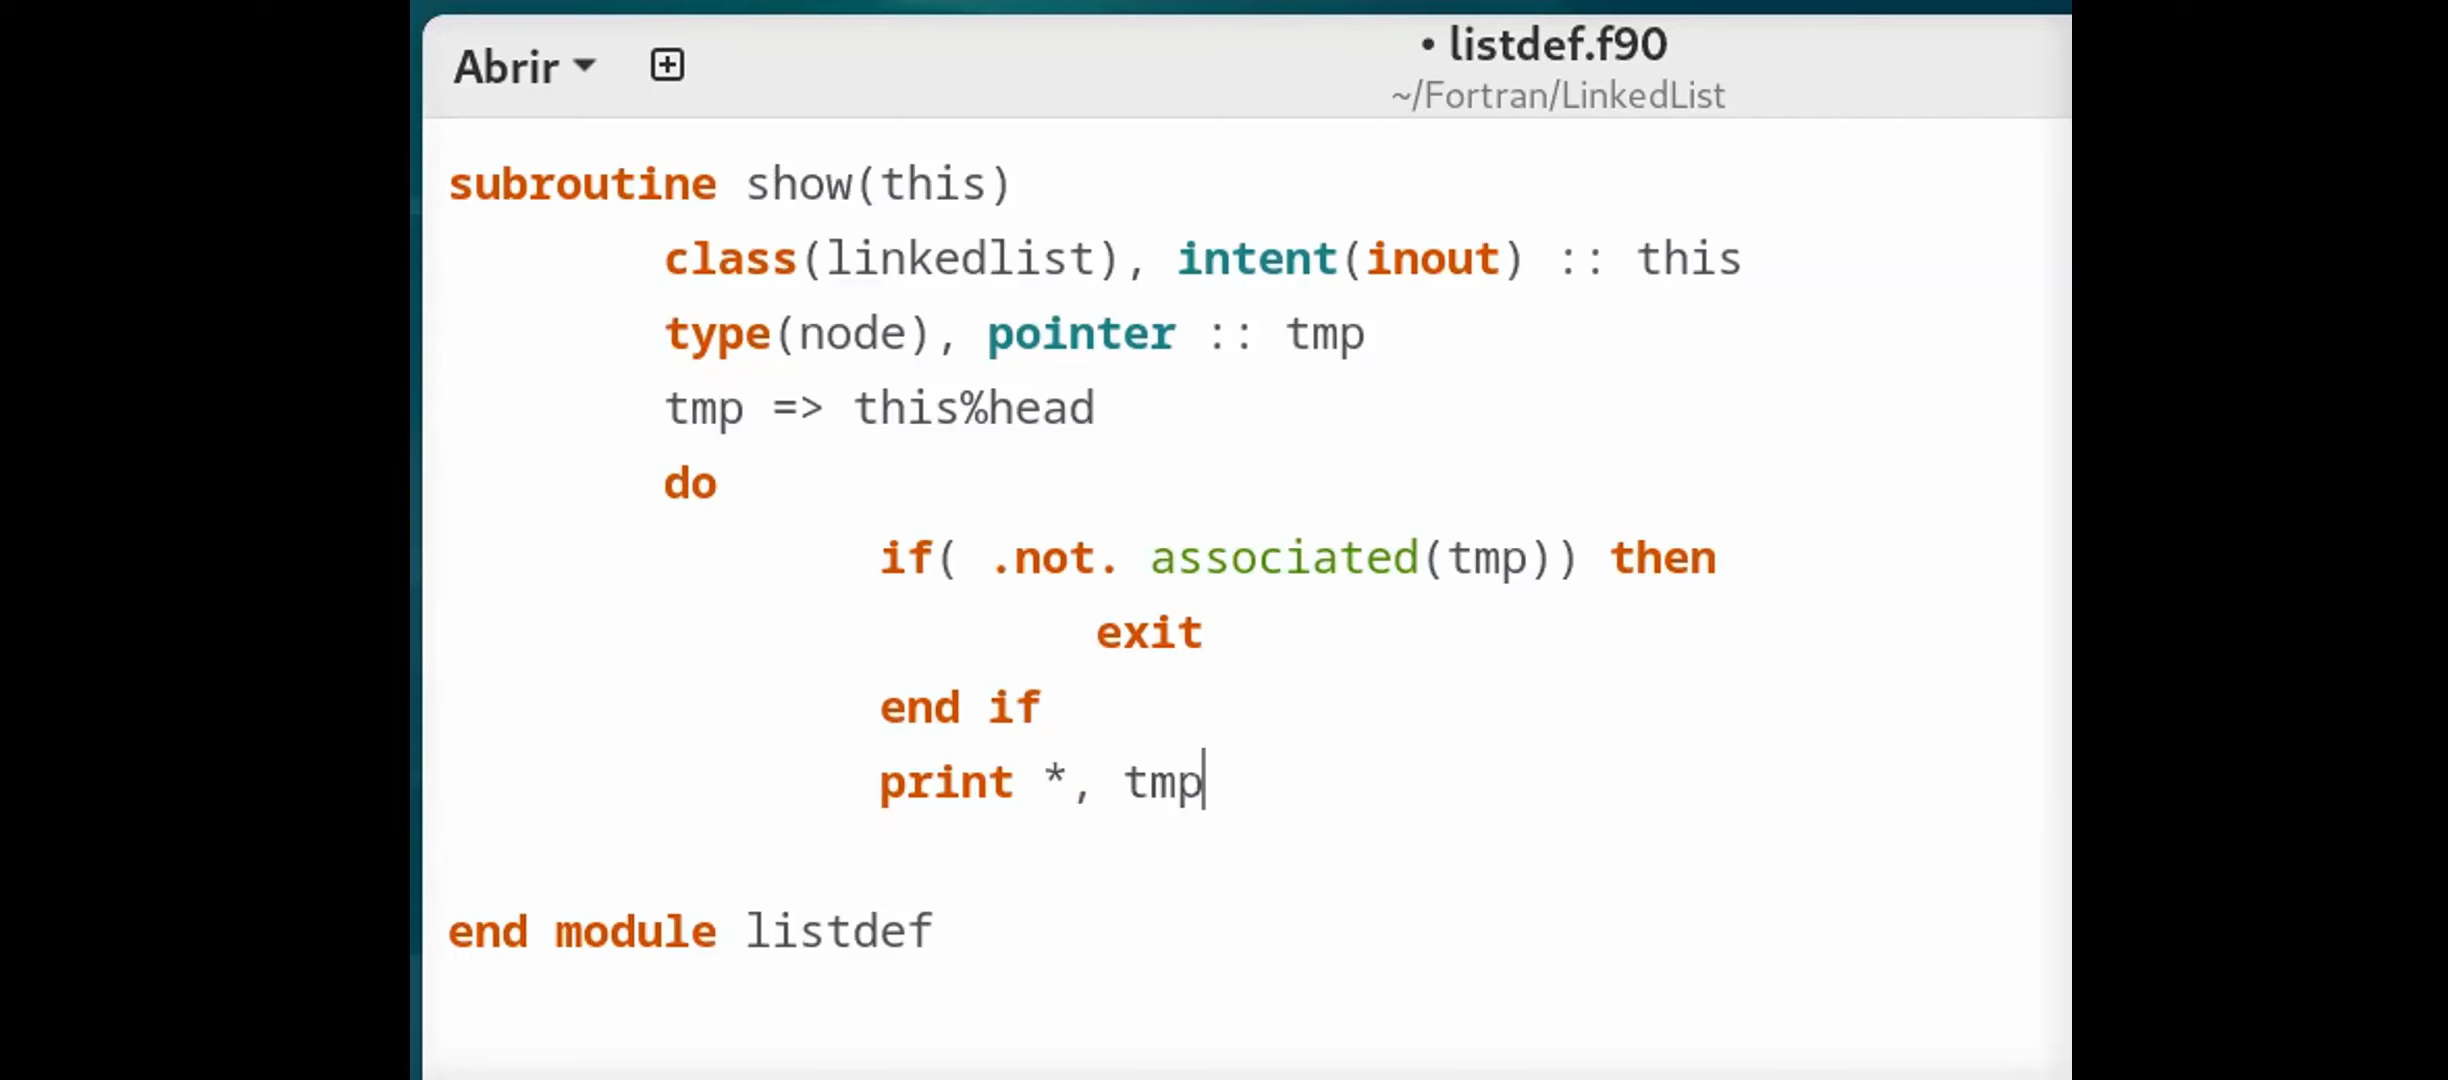 Abrir
• listdef.f90
~/Fortran/LinkedList
subroutine show(this)
class(linkedlist), intent(inout) :: this
type(node), pointer :: tmp
tmp => this%head
do
if( .not. associated(tmp)) then
exit
end if
print *, tmp
end module listdef